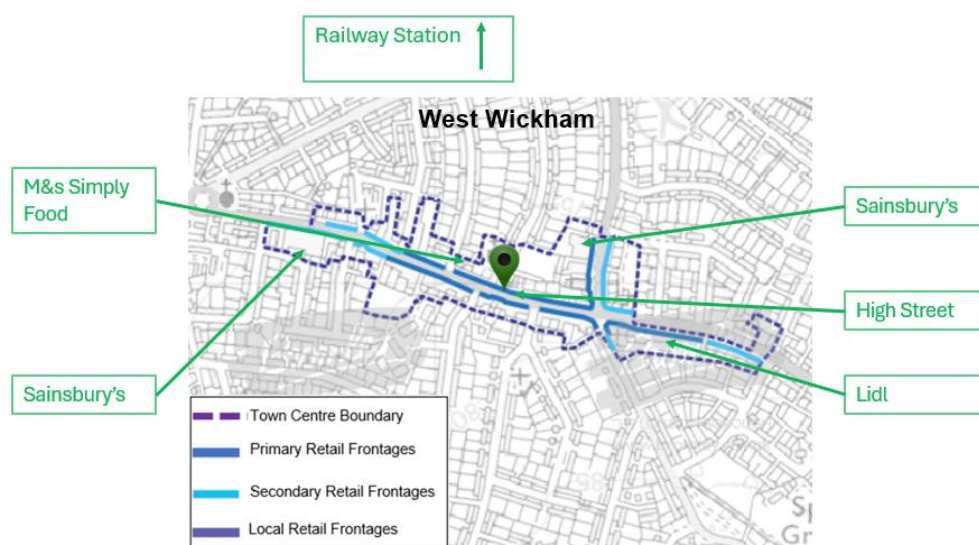 Railway Station
West Wickham
M&s Simply
Food
Sainsbury's
High Street
Sainsbury's
Lidl
Town Centre Boundary
Primary Retail Frontages
Secondary Retail Frontages
Local Retail Frontages